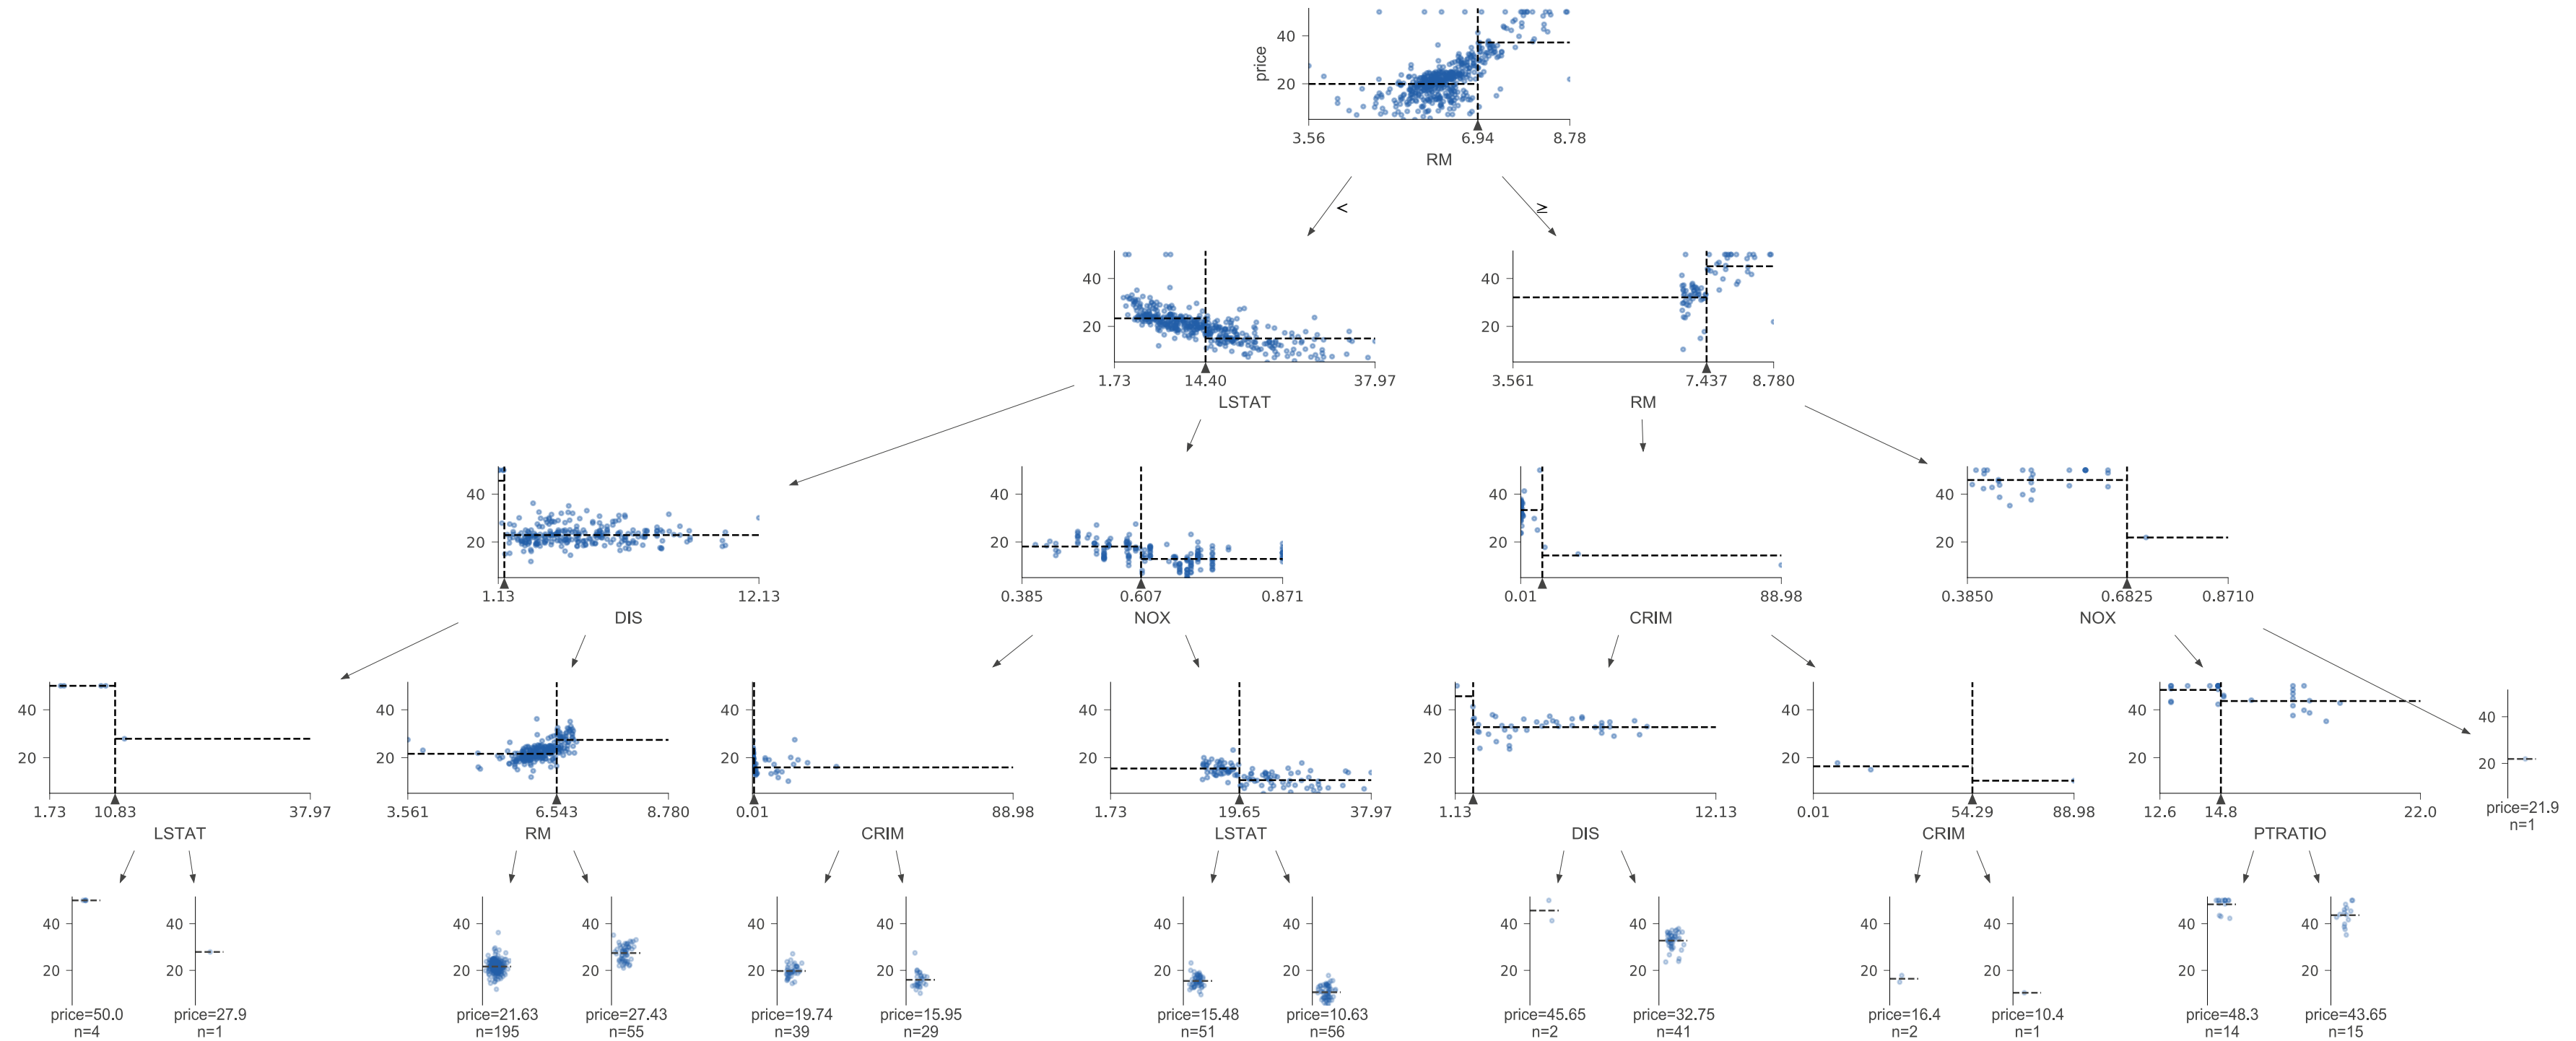 40
price
20
3.56 6.94 8.78
RM
< ≥
40 40
20 20
1.73 14.40 37.97 3.561 7.437 8.780
LSTAT RM
40 40 40 40
20 20 20 20
1.13 12.13 0.385 0.607 0.871 0.01 88.98 0.3850 0.6825 0.8710
DIS NOX CRIM NOX
40 40 40 40 40 40 40 40
20 20 20 20 20 20 20 20
1.73 10.83 37.97 3.561 6.543 8.780 0.01 88.98 1.73 19.65 37.97 1.13 12.13 0.01 54.29 88.98 12.6 14.8 22.0 price=21.9
n=1
LSTAT RM CRIM LSTAT DIS CRIM PTRATIO
40 40 40 40 40 40 40 40 40 40 40 40 40 40
20 20 20 20 20 20 20 20 20 20 20 20 20 20
price=50.0 price=27.9 price=21.63 price=27.43 price=19.74 price=15.95 price=15.48 price=10.63 price=45.65 price=32.75 price=16.4 price=10.4 price=48.3 price=43.65
n=4 n=1 n=195 n=55 n=39 n=29 n=51 n=56 n=2 n=41 n=2 n=1 n=14 n=15